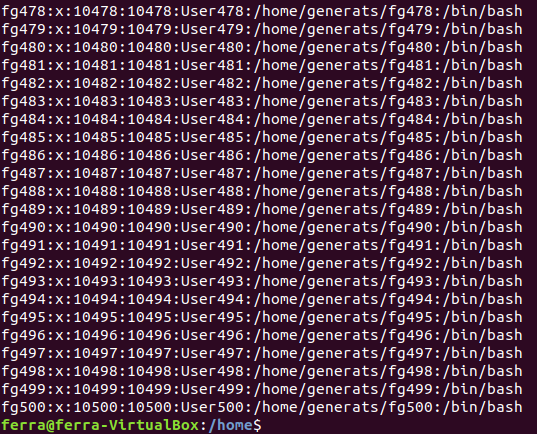 fg478:x:10478:10478:User478:/home/generats/fg478:/bin/bash
fg479:x:10479:10479:User479:/home/generats/fg479:/bin/bash
fg480:x:10480:10480:User480:/home/generats/fg480:/bin/bash
fg481:x:10481:10481:User481:/home/generats/fg481:/bin/bash
fg482:x:10482:10482:User482:/home/generats/fg482:/bin/bash
fg483:x:10483:10483:User483:/home/generats/fg483:/bin/bash
fg484:x:10484:10484:User484:/home/generats/fg484:/bin/bash
fg485:x:10485:10485:User485:/home/generats/fg485:/bin/bash
fg486:x:10486:10486:User486:/home/generats/fg486:/bin/bash
fg487:x:10487:10487:User487:/home/generats/fg487:/bin/bash
fg488:x:10488:10488:User488:/home/generats/fg488:/bin/bash
fg489:x:10489:10489:User489:/home/generats/fg489:/bin/bash
fg490:x:10490:10490:User490:/home/generats/fg490:/bin/bash
fg491:x:10491:10491:User491:/home/generats/fg491:/bin/bash
fg492:x:10492:10492:User492:/home/generats/fg492:/bin/bash
fg493:x:10493:10493:User493:/home/generats/fg493:/bin/bash
fg494:x:10494:10494:User494:/home/generats/fg494:/bin/bash
fg495:x:10495:10495:User495:/home/generats/fg495:/bin/bash
fg496:x:10496:10496:User496:/home/generats/fg496:/bin/bash
fg497:x:10497:10497:User497:/home/generats/fg497:/bin/bash
fg498:x:10498:10498:User498:/home/generats/fg498:/bin/bash
fg499:x:10499:10499:User499:/home/generats/fg499:/bin/bash
fg500:x:10500:10500:User500:/home/generats/fg500:/bin/bash
ferra@ferra-VirtualBox:/home$